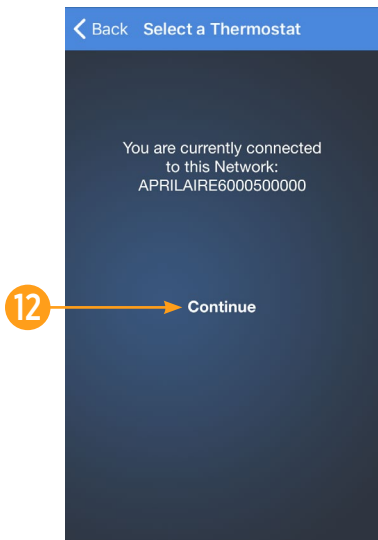 Back Select a Thermostat
You are currently connected
to this Network:
APRILAIRE6000500000
12 Continue